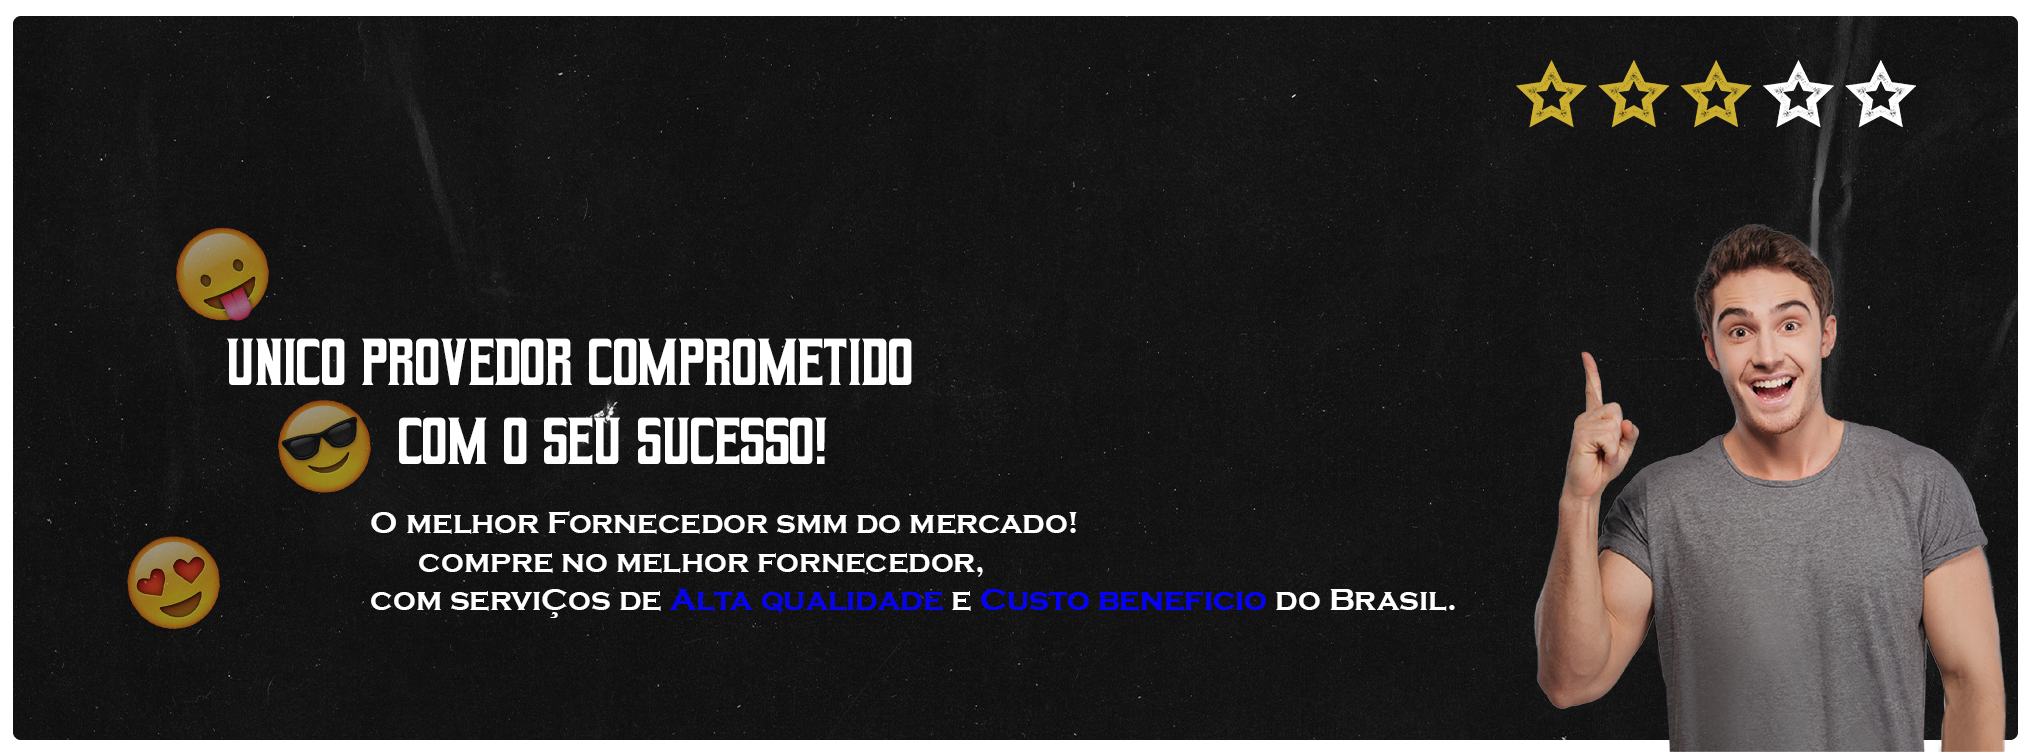 UNICO PROVEDOR COMPROMETIDO
COM O SEU SUCESSO!
O MELHOR FORNECEDOR SMM DO MERCADO!
COMPRE NO MELHOR FORNECEDOR,
COM SERVIÇOS DE ALTA QUALIDADE E CUSTO BENEFICIO DO BRASIL.